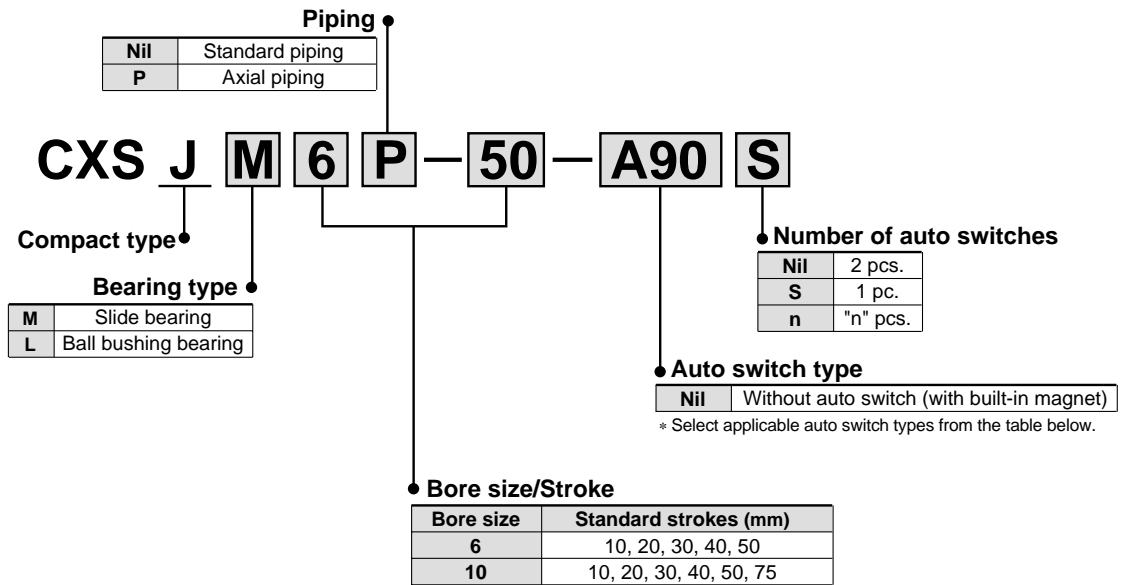 Piping
Nil Standard piping
P Axial piping
CXS J M 6 P — 50 — A90 S
Compact type
Number of auto switches
Nil 2 pcs.
S 1 pc.
n "n" pcs.
Bearing type
M Slide bearing
L Ball bushing bearing
Auto switch type
Nil Without auto switch (with built-in magnet)
∗ Select applicable auto switch types from the table below.
Bore size/Stroke
Bore size Standard strokes (mm)
6 10, 20, 30, 40, 50
10 10, 20, 30, 40, 50, 75